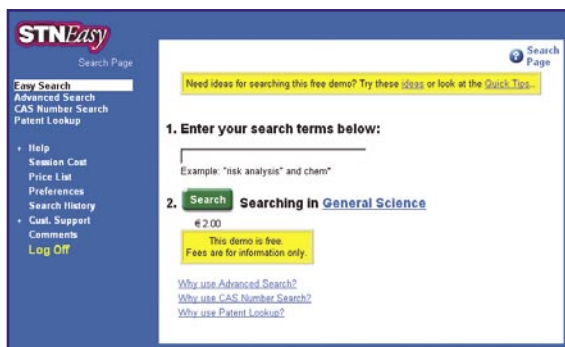 STNEasy
Search Page
Easy Search
Advanced Search
CAS Number Search
Patent Lookup
Help
Session Cost
Price List
Preferences
Search History
Cust. Support
Comments
Log Off
? Search
Page
Need ideas for searching this free demo? Try these ideas or look at the Quick Tips...
1. Enter your search terms below:
Example: "risk analysis" and chem*
2. Search Searching in General Science
€2.00
This demo is free.
Fees are for information only.
Why use Advanced Search?
Why use CAS Number Search?
Why use Patent Lookup?